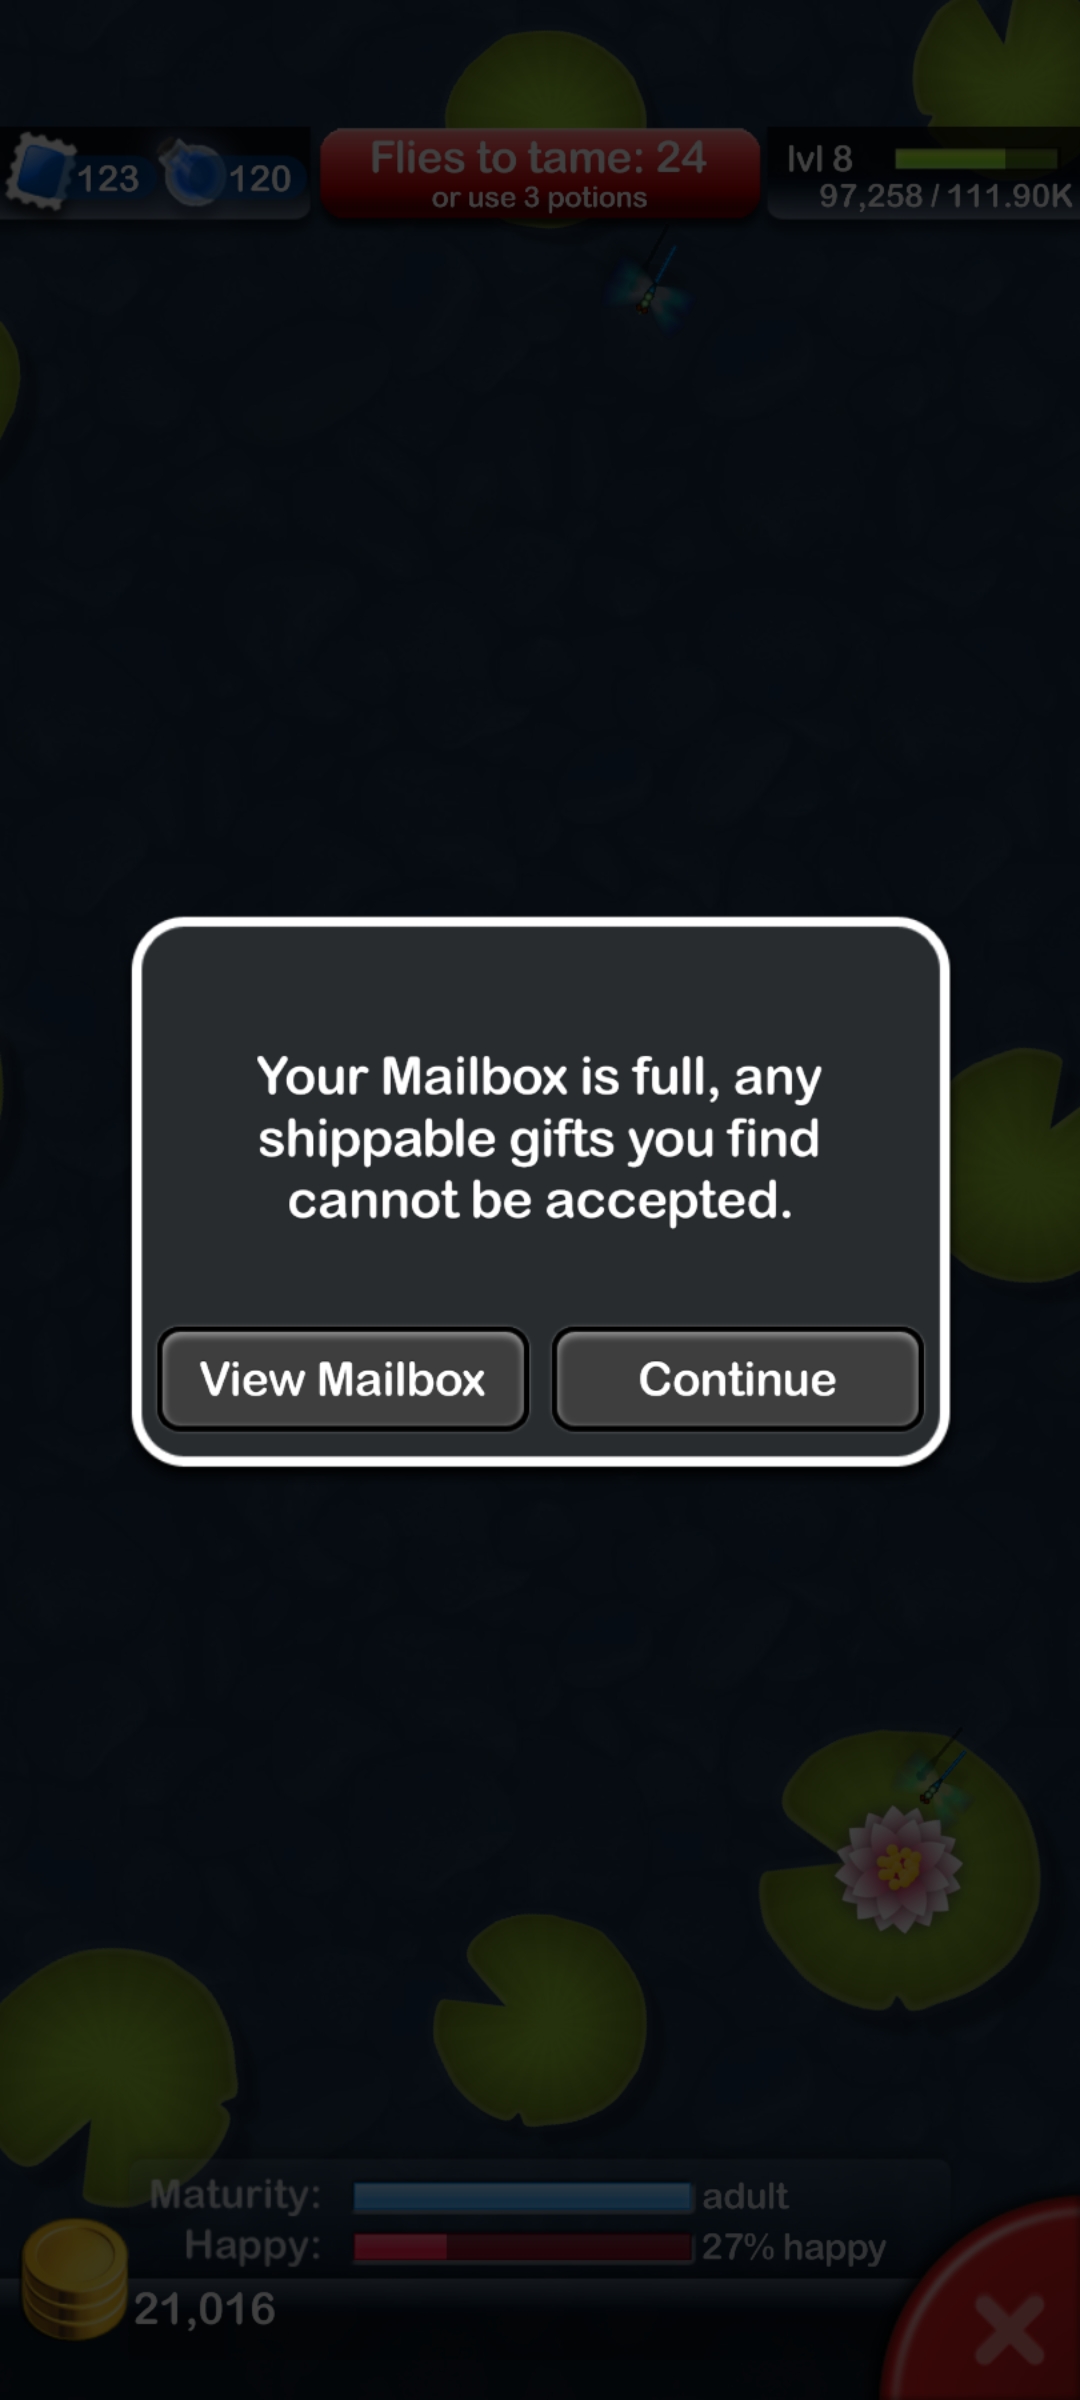 123
120
Flies to tame: 24
or use 3 potions
lvl 8
97,258 / 111.90K
Your Mailbox is full, any
shippable gifts you find
cannot be accepted.
View Mailbox
Continue
Maturity:
adult
Happy:
27% happy
21,016